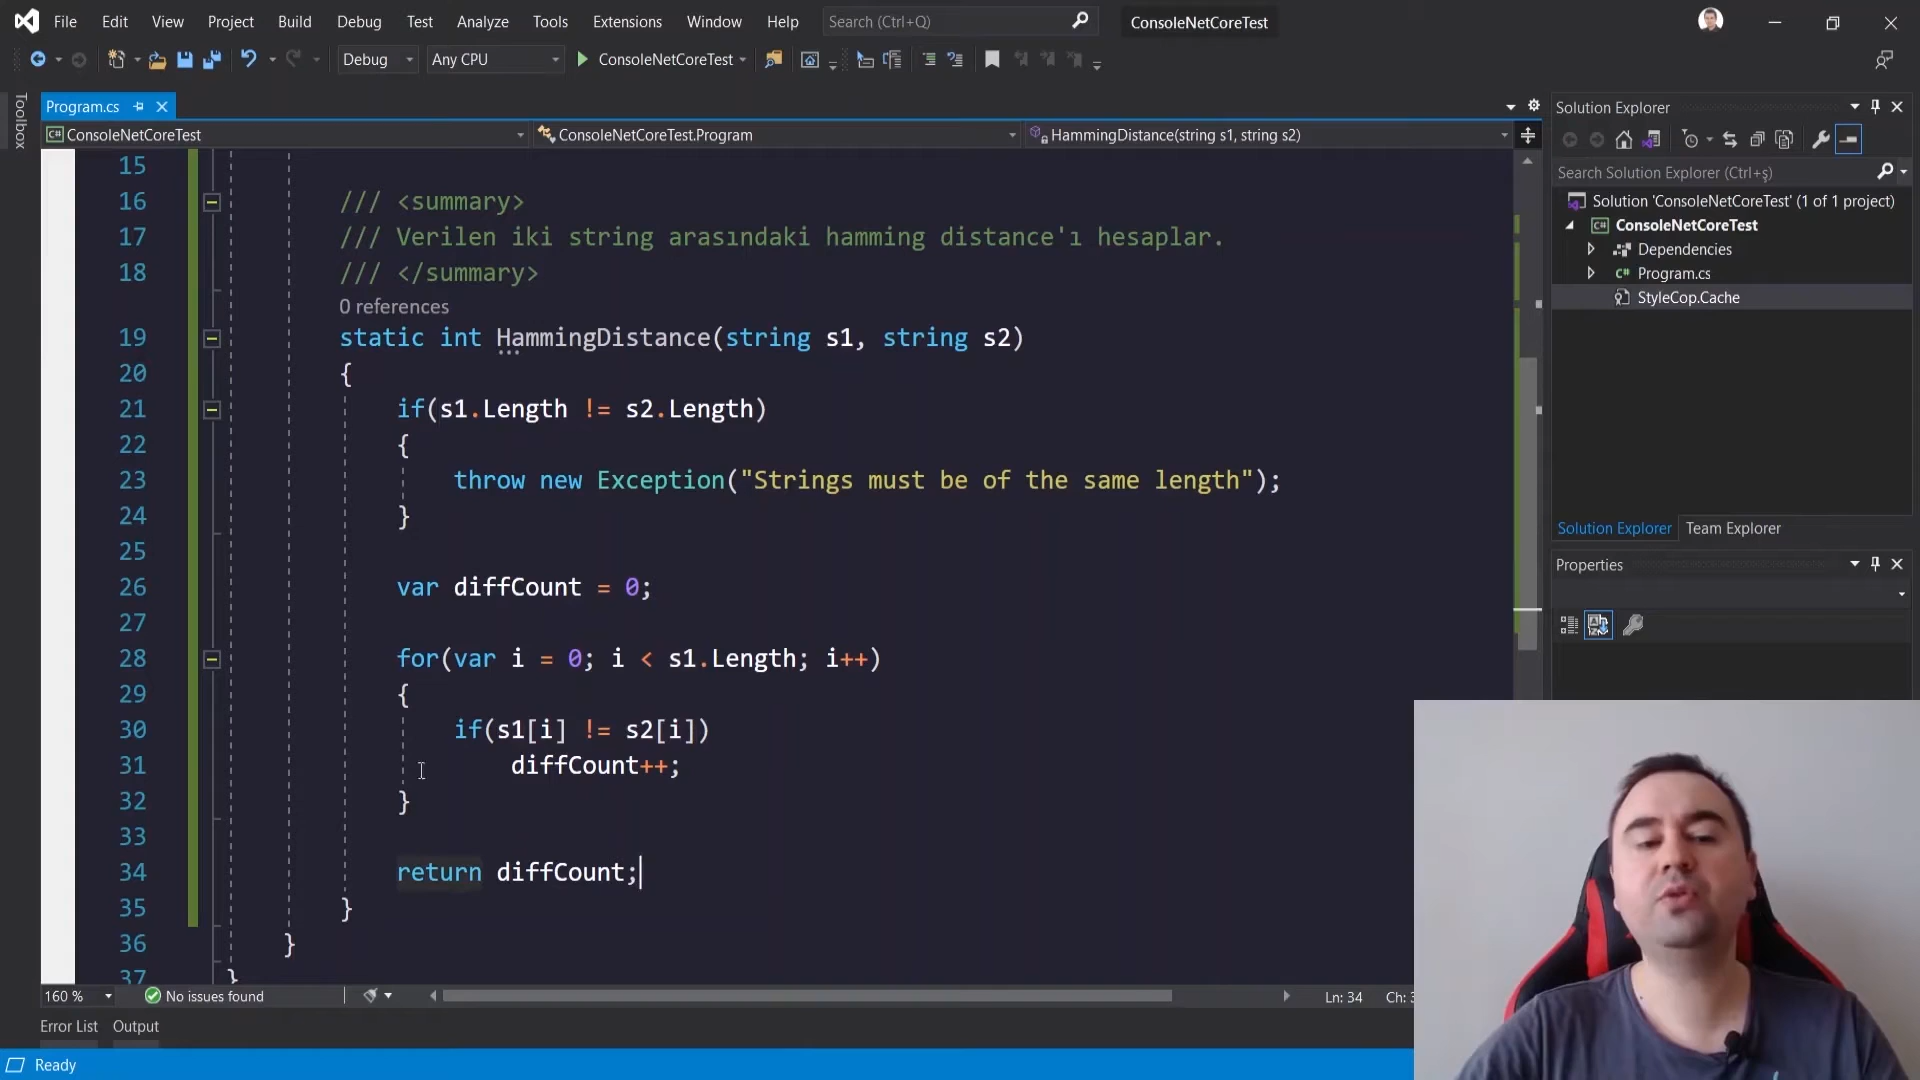 File Edit View Project Build Debug Test Analyze Tools Extensions Window Help Search (Ctrl+Q) ConsoleNetCoreTest
Debug Any CPU ConsoleNetCoreTest
Toolbox
Program.cs
ConsoleNetCoreTest ConsoleNetCoreTest.Program HammingDistance(string s1, string s2)
15
16 /// <summary>
17 /// Verilen iki string arasındaki hamming distance'ı hesaplar.
18 /// </summary>
0 references
19 static int HammingDistance(string s1, string s2)
20 {
21 if(s1.Length != s2.Length)
22 {
23 throw new Exception("Strings must be of the same length");
24 }
25
26 var diffCount = 0;
27
28 for(var i = 0; i < s1.Length; i++)
29 {
30 if(s1[i] != s2[i])
31 diffCount++;
32 }
33
34 return diffCount;
35 }
36 }
37 }
160 % No issues found Ln: 34 Ch:
Error List Output
Ready
Solution Explorer
Search Solution Explorer (Ctrl+ş)
Solution 'ConsoleNetCoreTest' (1 of 1 project)
ConsoleNetCoreTest
Dependencies
C# Program.cs
StyleCop.Cache
Solution Explorer Team Explorer
Properties